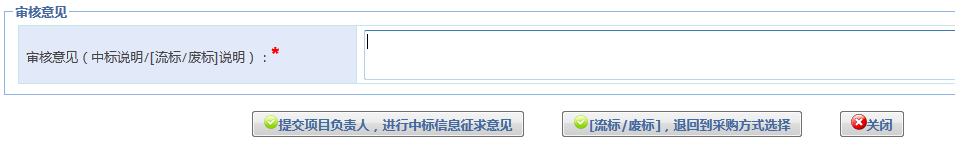 审核意见
审核意见（中标说明/[流标/废标]说明）：*
提交项目负责人，进行中标信息征求意见 [流标/废标]，退回到采购方式选择 关闭